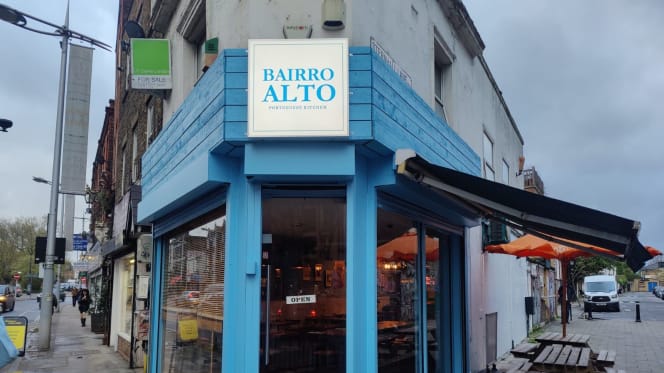 BAIRRO
ALTO
PORTUGUESE KITCHEN
FOR SALE
OPEN